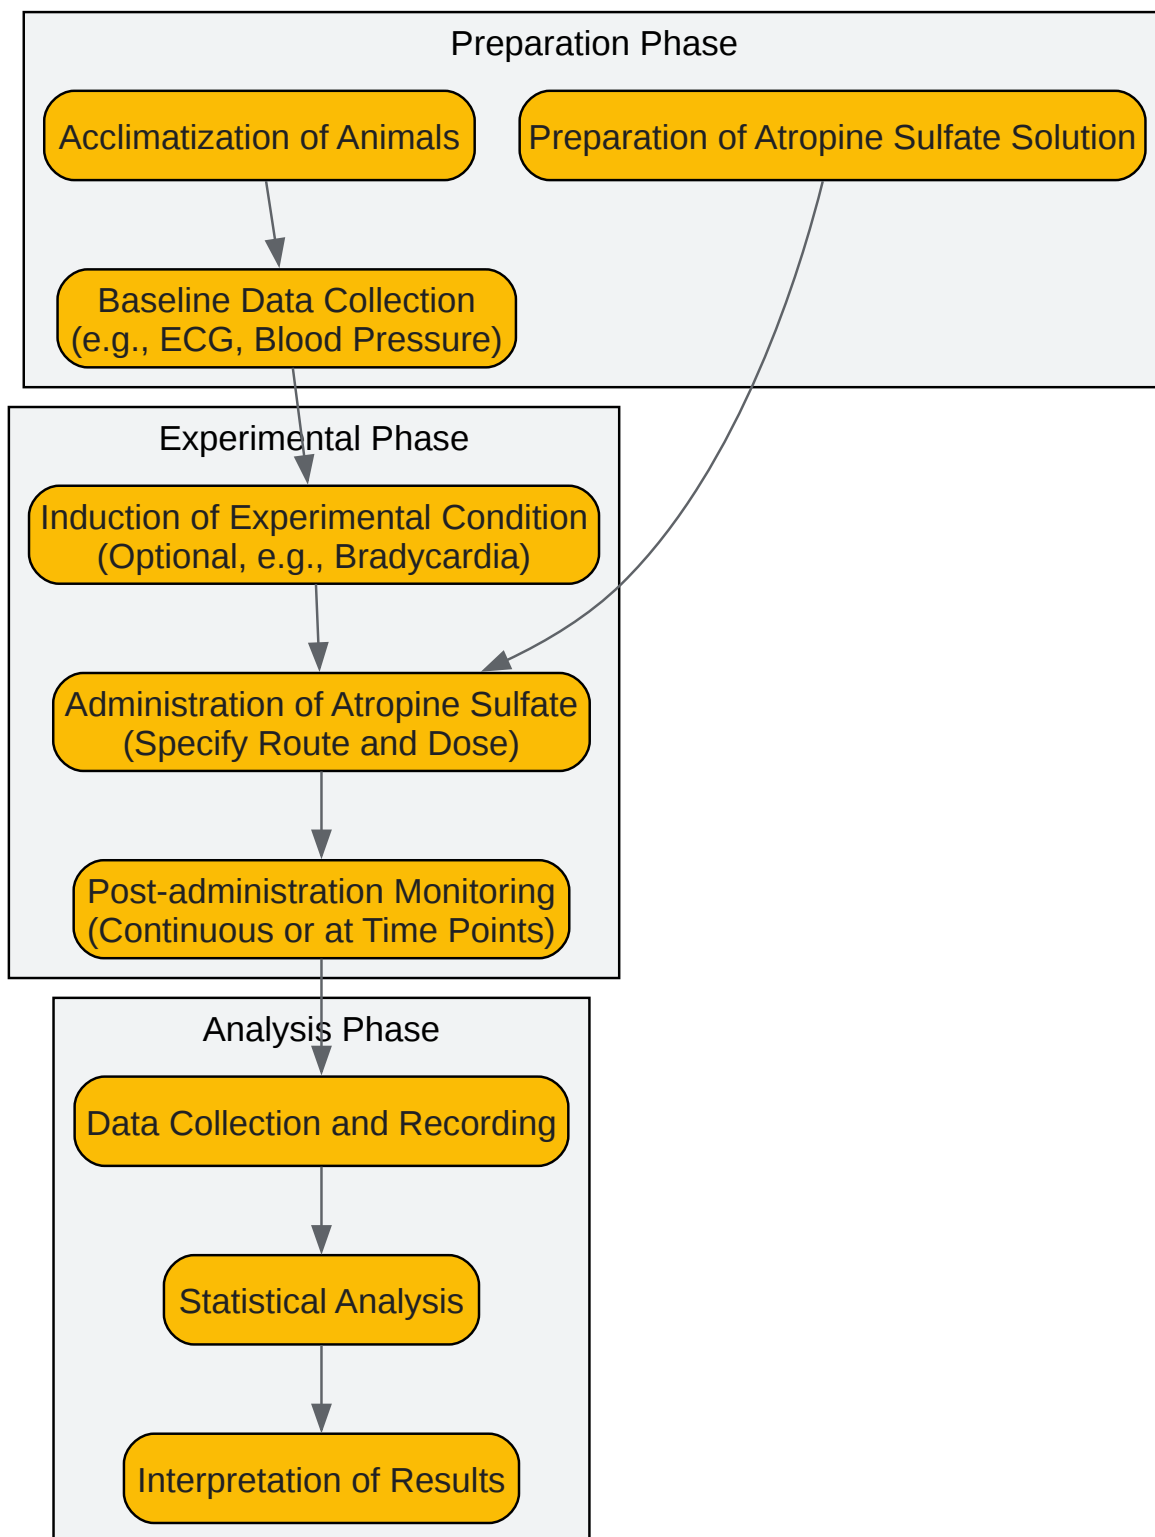 Preparation Phase
Acclimatization of Animals
Preparation of Atropine Sulfate Solution
Baseline Data Collection
(e.g., ECG, Blood Pressure)
Experimental Phase
Induction of Experimental Condition
(Optional, e.g., Bradycardia)
Administration of Atropine Sulfate
(Specify Route and Dose)
Post-administration Monitoring
(Continuous or at Time Points)
Analysis Phase
Data Collection and Recording
Statistical Analysis
Interpretation of Results